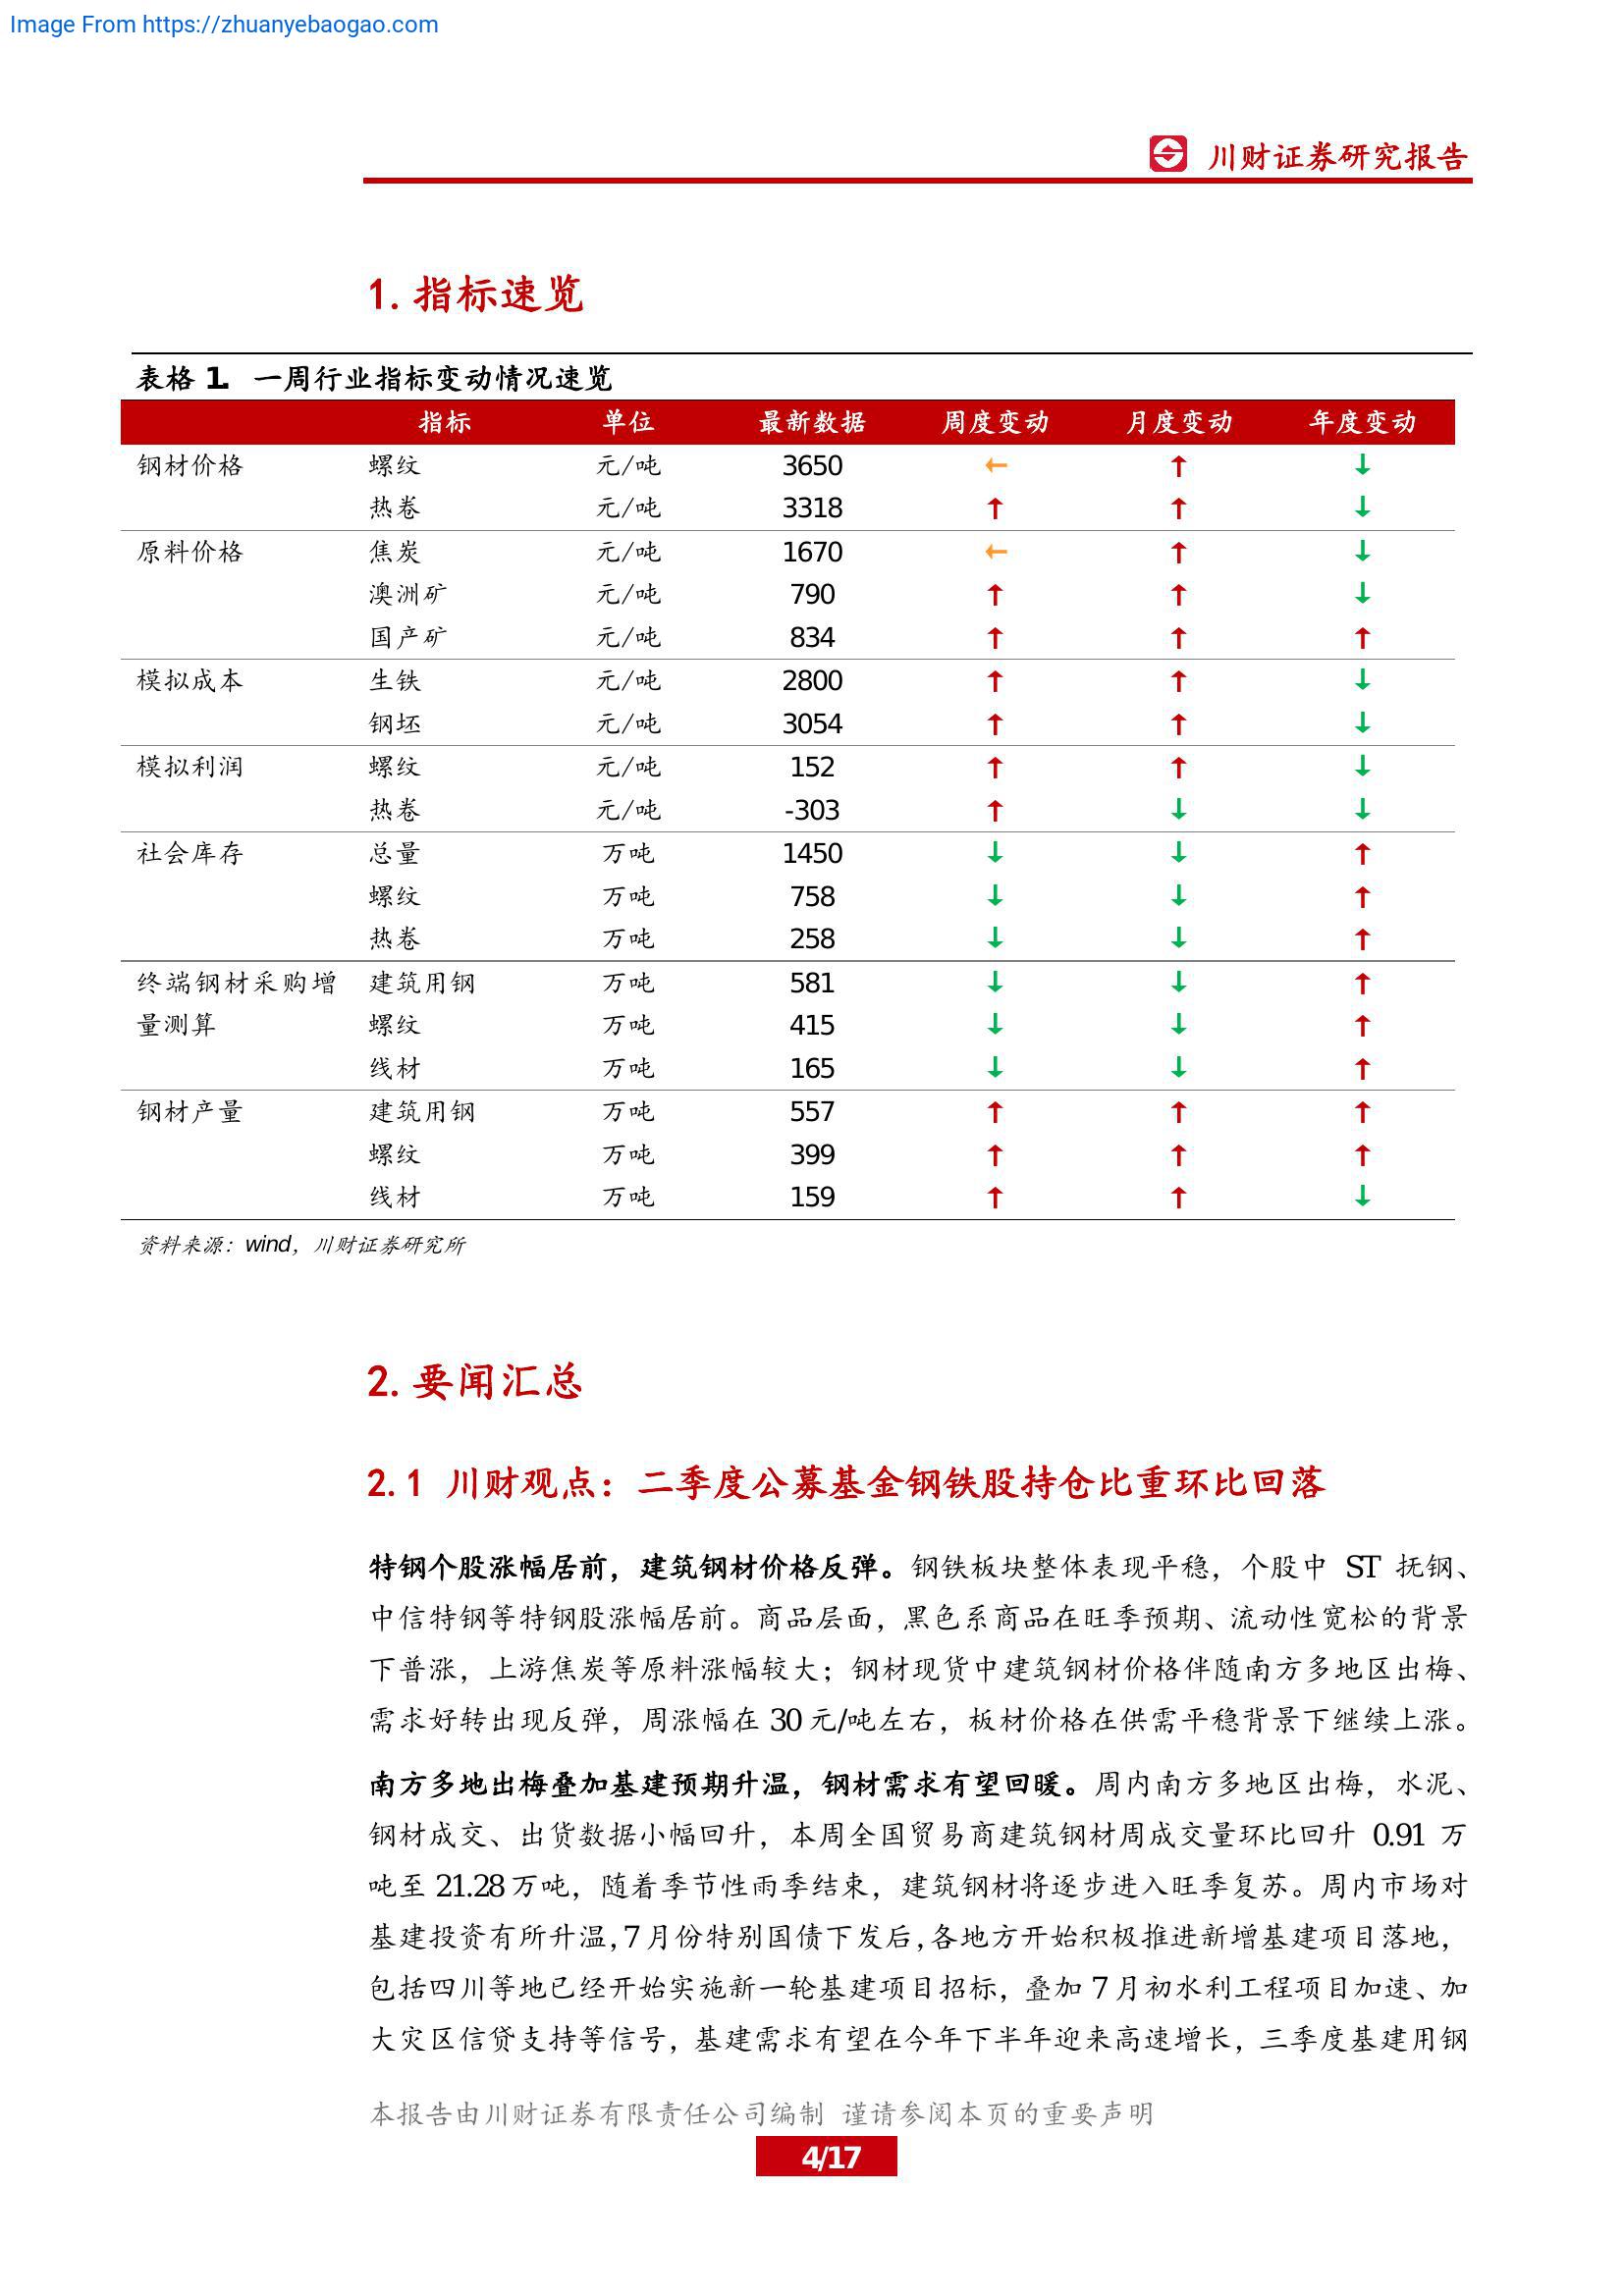 Image From https://zhuanyebaogao.com
川财证券研究报告
1. 指标速览
表格 1. 一周行业指标变动情况速览
指标 单位 最新数据 周度变动 月度变动 年度变动
钢材价格 螺纹 元/吨 3650 ← ↑ ↓
热卷 元/吨 3318 ↑ ↑ ↓
原料价格 焦炭 元/吨 1670 ← ↑ ↓
澳洲矿 元/吨 790 ↑ ↑ ↓
国产矿 元/吨 834 ↑ ↑ ↑
模拟成本 生铁 元/吨 2800 ↑ ↑ ↓
钢坯 元/吨 3054 ↑ ↑ ↓
模拟利润 螺纹 元/吨 152 ↑ ↑ ↓
热卷 元/吨 -303 ↑ ↓ ↓
社会库存 总量 万吨 1450 ↓ ↓ ↑
螺纹 万吨 758 ↓ ↓ ↑
热卷 万吨 258 ↓ ↓ ↑
终端钢材采购增 建筑用钢 万吨 581 ↓ ↓ ↑
量测算 螺纹 万吨 415 ↓ ↓ ↑
线材 万吨 165 ↓ ↓ ↑
钢材产量 建筑用钢 万吨 557 ↑ ↑ ↑
螺纹 万吨 399 ↑ ↑ ↑
线材 万吨 159 ↑ ↑ ↓
资料来源：wind，川财证券研究所
2. 要闻汇总
2.1 川财观点：二季度公募基金钢铁股持仓比重环比回落
特钢个股涨幅居前，建筑钢材价格反弹。钢铁板块整体表现平稳，个股中 ST 抚钢、
中信特钢等特钢股涨幅居前。商品层面，黑色系商品在旺季预期、流动性宽松的背景
下普涨，上游焦炭等原料涨幅较大；钢材现货中建筑钢材价格伴随南方多地区出梅、
需求好转出现反弹，周涨幅在 30 元/吨左右，板材价格在供需平稳背景下继续上涨。
南方多地出梅叠加基建预期升温，钢材需求有望回暖。周内南方多地区出梅，水泥、
钢材成交、出货数据小幅回升，本周全国贸易商建筑钢材周成交量环比回升 0.91 万
吨至 21.28 万吨，随着季节性雨季结束，建筑钢材将逐步进入旺季复苏。周内市场对
基建投资有所升温，7 月份特别国债下发后，各地方开始积极推进新增基建项目落地，
包括四川等地已经开始实施新一轮基建项目招标，叠加 7 月初水利工程项目加速、加
大灾区信贷支持等信号，基建需求有望在今年下半年迎来高速增长，三季度基建用钢
本报告由川财证券有限责任公司编制 谨请参阅本页的重要声明
4/17